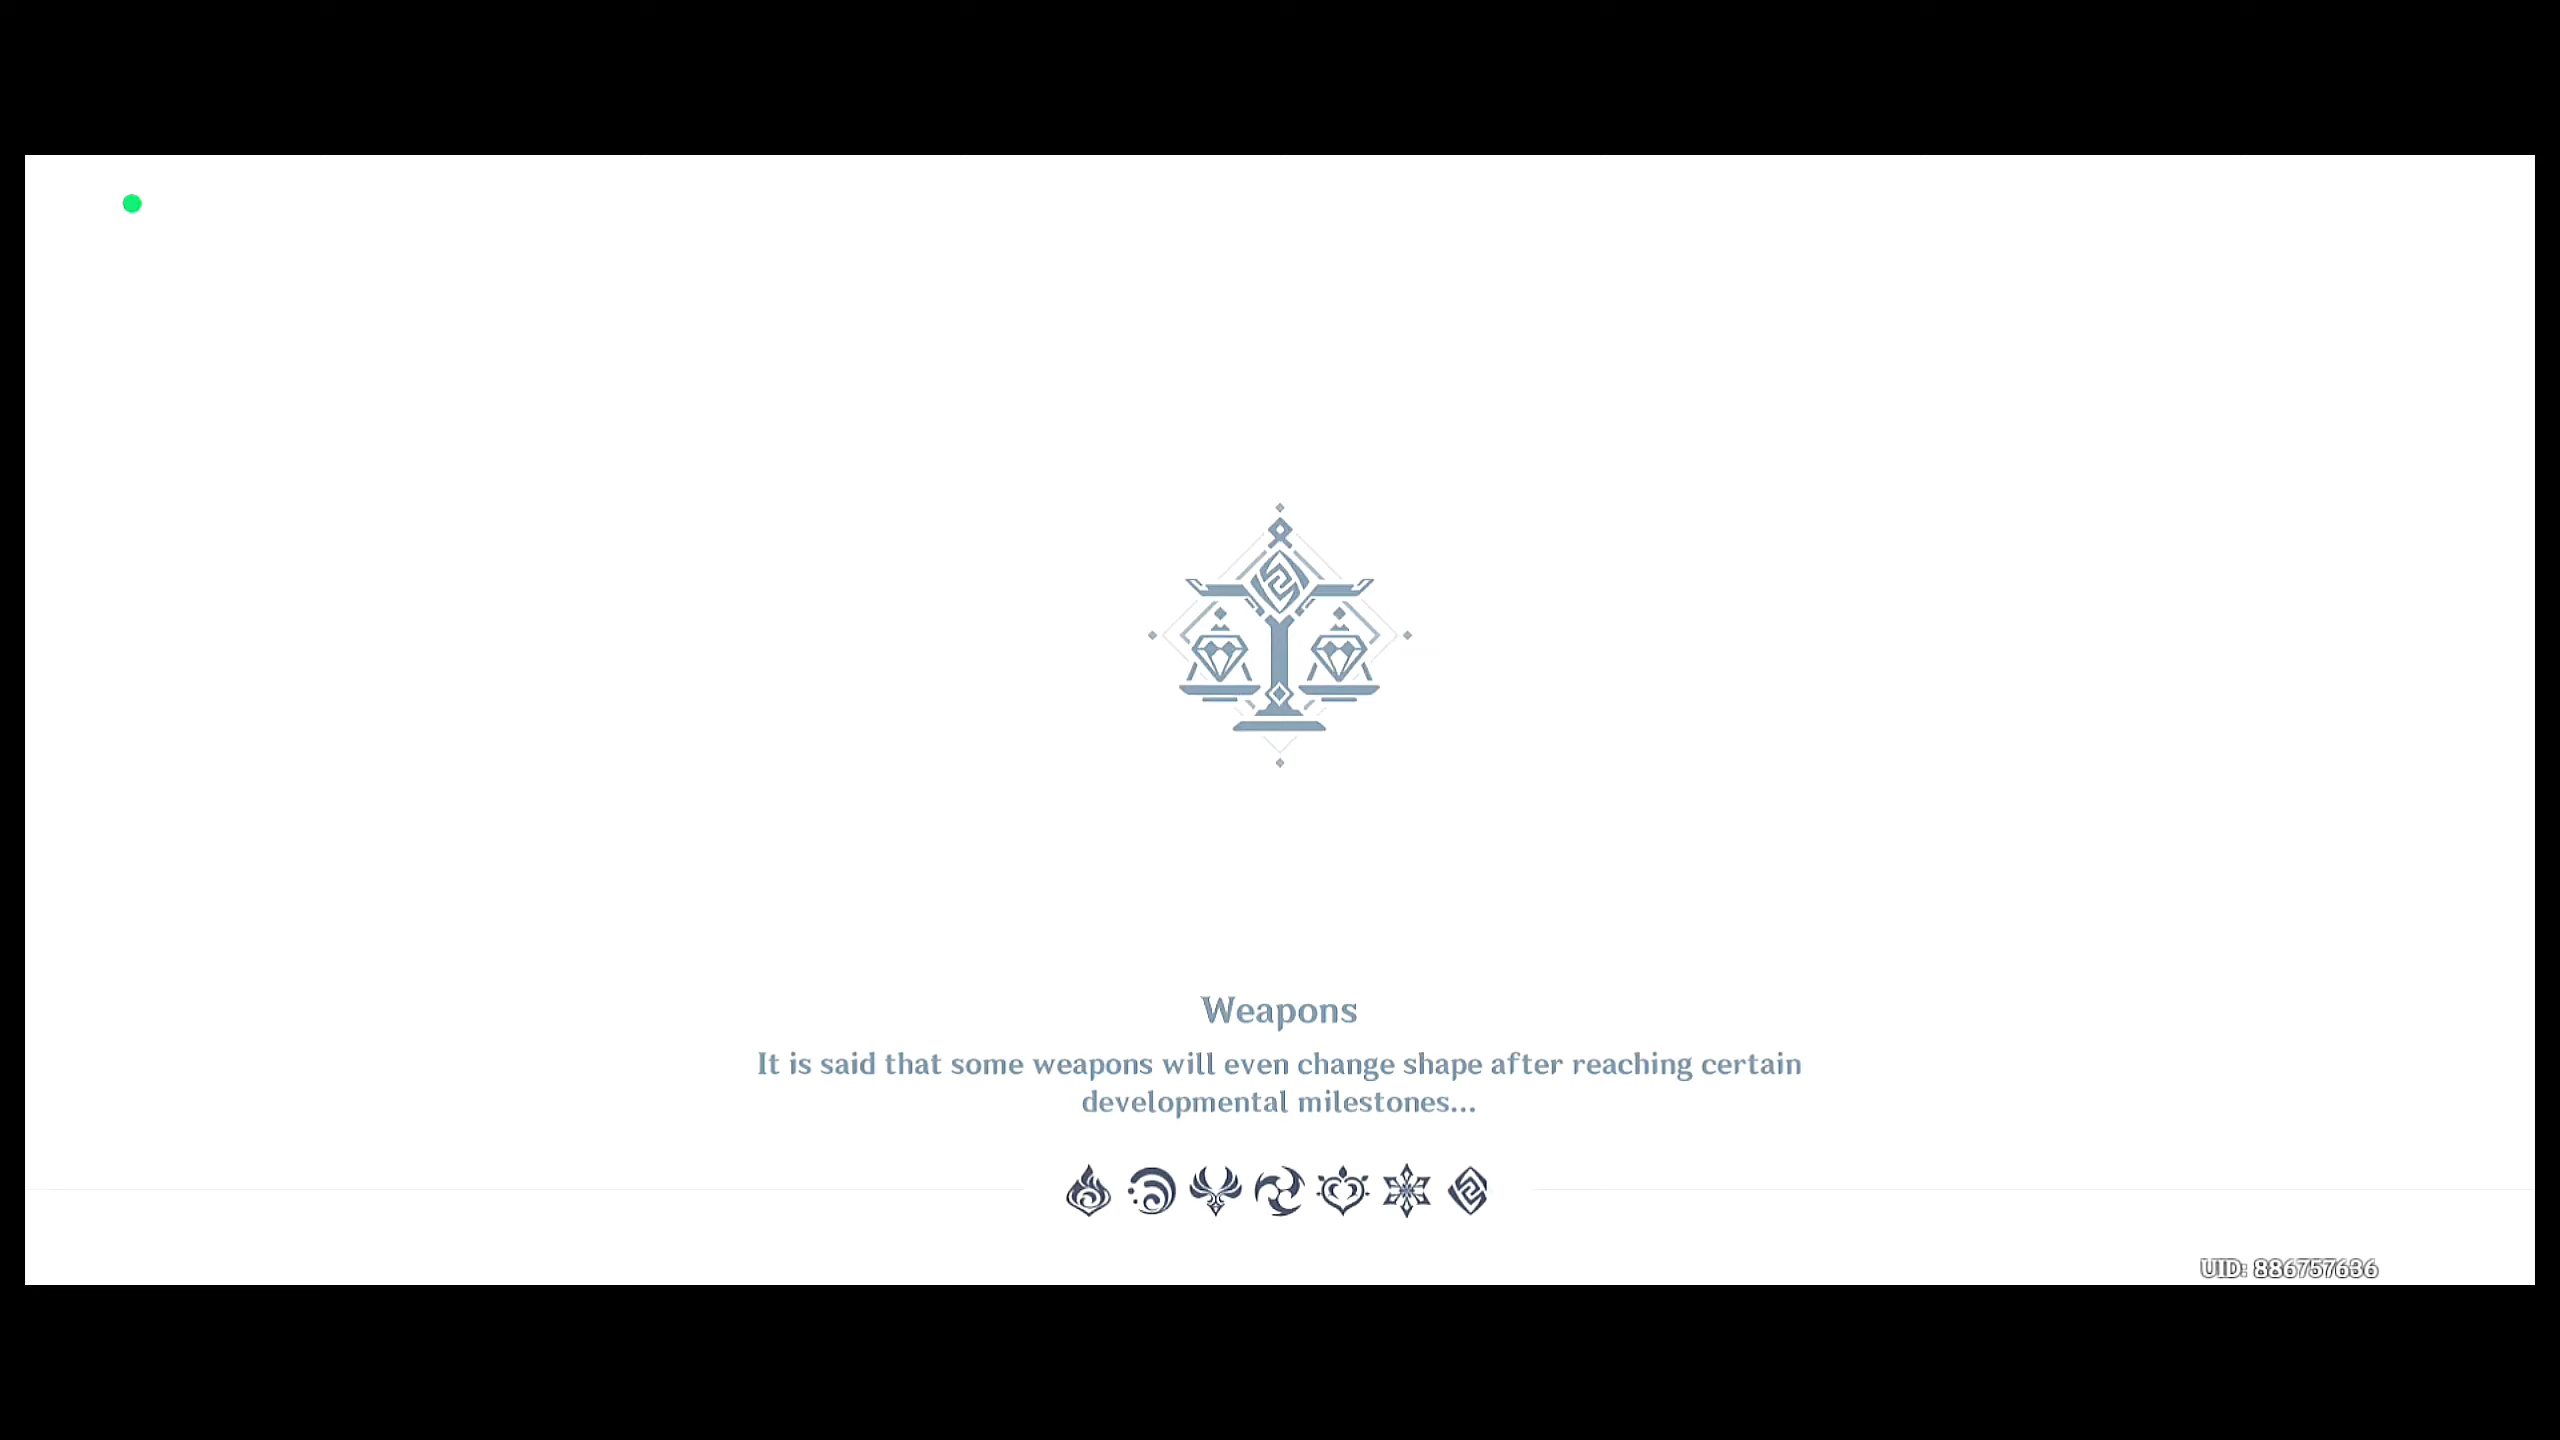 Weapons
It is said that some weapons will even change shape after reaching certain
developmental milestones...
UID: 886757636